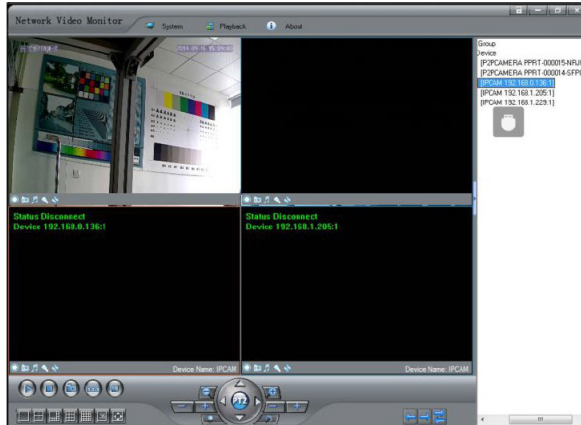 Network Video Monitor
System
Playback
About
Group
Device
[P2PCAMERA PPRT-000015-NRJU
[P2PCAMERA PPRT-000014-SFPI
[IPCAM 192.168.0.136:1]
[IPCAM 192.168.1.205:1]
[IPCAM 192.168.1.229:1]
Status Disconnect
Device 192.168.0.136:1
Status Disconnect
Device 192.168.1.205:1
Device Name: IPCAM
Device Name: IPCAM
PTZ